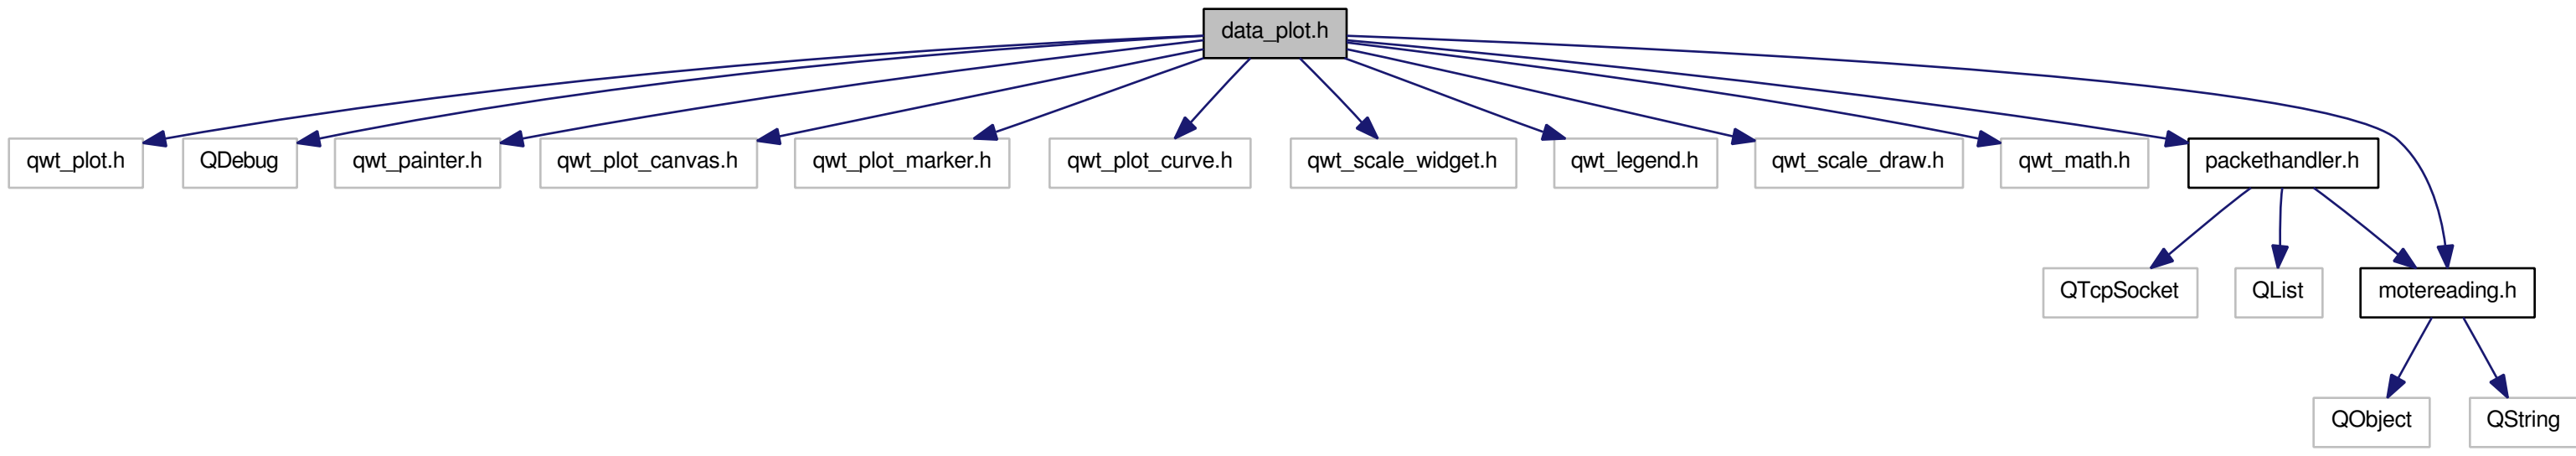 data_plot.h
qwt_plot.h
QDebug
qwt_painter.h
qwt_plot_canvas.h
qwt_plot_marker.h
qwt_plot_curve.h
qwt_scale_widget.h
qwt_legend.h
qwt_scale_draw.h
qwt_math.h
packethandler.h
QTcpSocket
QList
motereading.h
QObject
QString